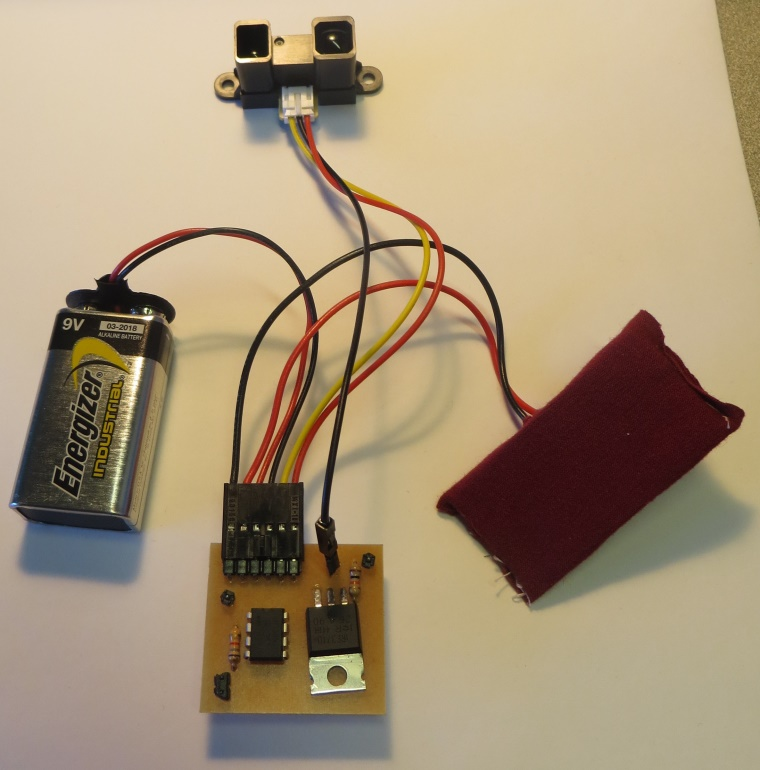 9V
03-2018
ALKALINE BATTERY
Energizer
INDUSTRIAL